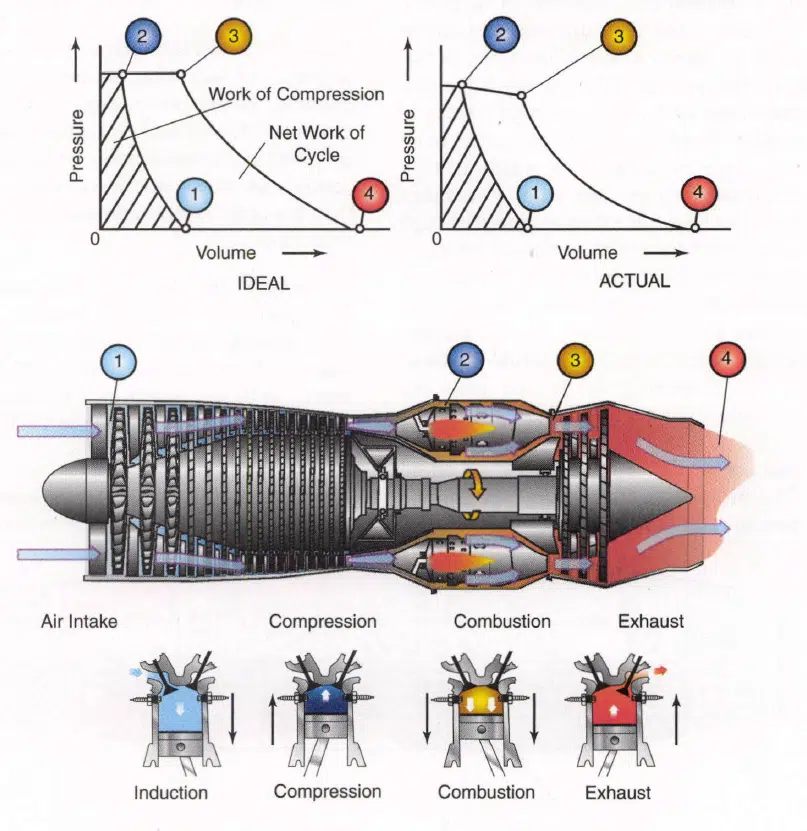 2
3
2
3
Pressure
Work of Compression
Net Work of
Cycle
1
4
0
Volume
IDEAL
Pressure
1
4
0
Volume
ACTUAL
1
2
3
4
Air Intake
Compression
Combustion
Exhaust
Induction
Compression
Combustion
Exhaust